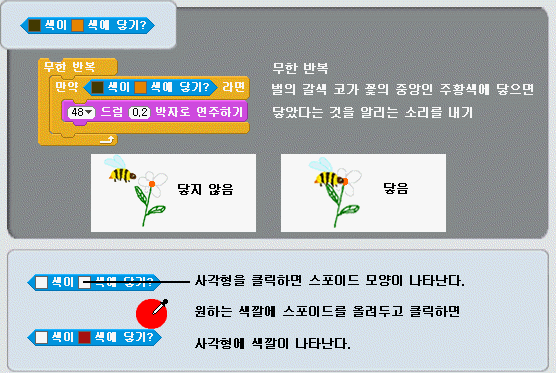 색이 색에 닿기?
무한 반복
만약 색이 색에 닿기? 라면
48 드럼 0.2 박자로 연주하기
무한 반복
벌의 갈색 코가 꽃의 중앙인 주황색에 닿으면
닿았다는 것을 알리는 소리를 내기
닿지 않음
닿음
색이 색에 닿기?
사각형을 클릭하면 스포이드 모양이 나타난다.
원하는 색깔에 스포이드를 올려두고 클릭하면
색이 색에 닿기?
사각형에 색깔이 나타난다.